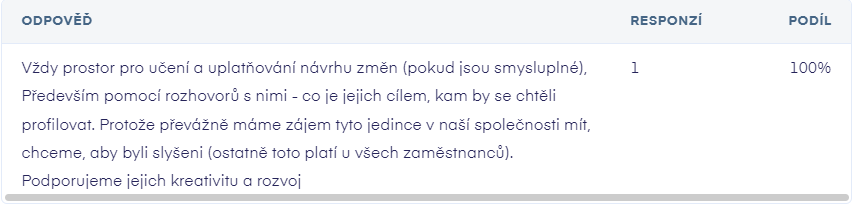 ODPOVĚĎ RESPONZÍ PODÍL
Vždy prostor pro učení a uplatňování návrhu změn (pokud jsou smysluplné), 1 100%
Především pomocí rozhovorů s nimi - co je jejich cílem, kam by se chtěli
profilovat. Protože převážně máme zájem tyto jedince v naší společnosti mít,
chceme, aby byli slyšeni (ostatně toto platí u všech zaměstnanců).
Podporujeme jejich kreativitu a rozvoj